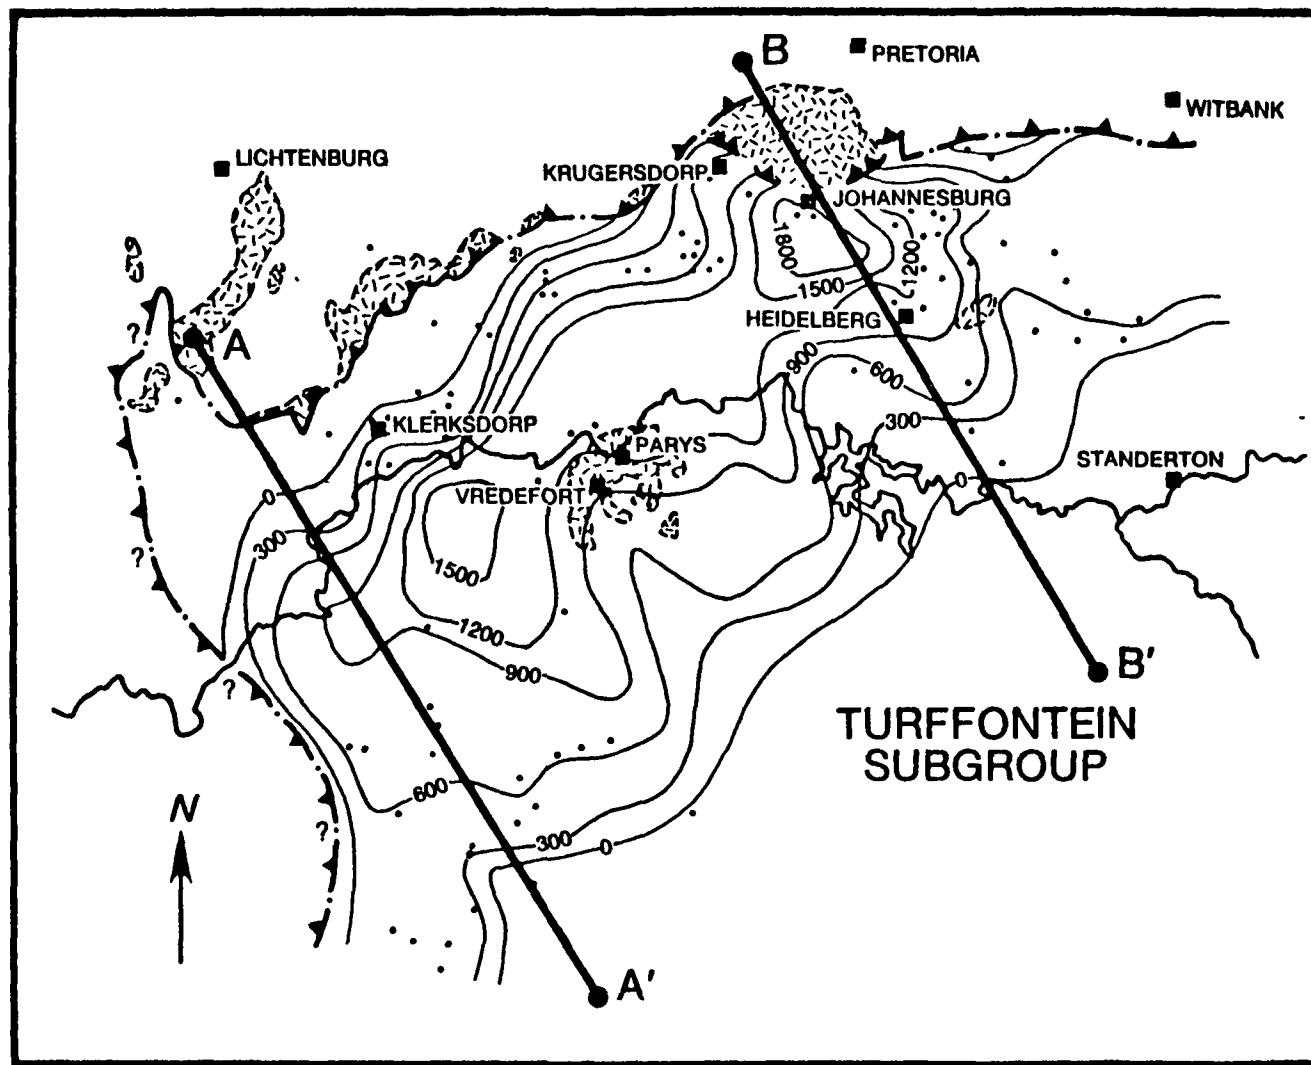 B
PRETORIA
WITBANK
LICHTENBURG
KRUGERSDORP
JOHANNESBURG
1800
1200
1500
HEIDELBERG
?
A
900
600
300
KLERKSDORP
PARYS
STANDERTON
VREDEFORT
0
0
300
?
1500
1200
900
B'
?
TURFFONTEIN
SUBGROUP
600
N
?
300
0
A'